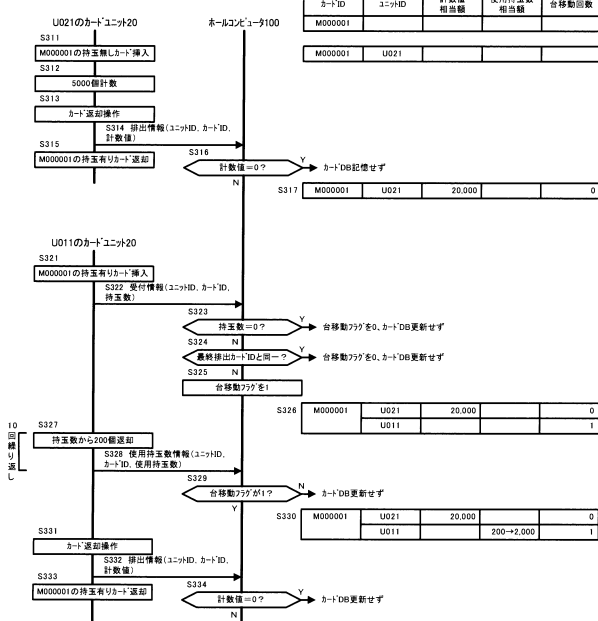 カードID ユニットID 計数値相当額 使用持玉数相当額 台移動回数
M000001
U021のカードユニット20
ホールコンピュータ100
S311
M000001の持玉無しカード挿入
M000001 U021
S312
5000個計数
S313
カード返却操作
S314 排出情報(ユニットID、カードID、
計数値)
S315
M000001の持玉有りカード返却
S316
計数値=0?
Y
カードDB記憶せず
N
S317 M000001 U021 20,000 0
U011のカードユニット20
S321
M000001の持玉有りカード挿入
S322 受付情報(ユニットID、カードID、
持玉数)
S323
持玉数=0?
Y
台移動フラグを0、カードDB更新せず
S324
N
最終排出カードIDと同一?
Y
台移動フラグを0、カードDB更新せず
S325
N
台移動フラグを1
S326 M000001 U021 20,000 0
U011 1
10回繰り返し
S327
持玉数から200個返却
S328 使用持玉数情報(ユニットID、
カードID、使用持玉数)
S329
台移動フラグが1?
N
カードDB更新せず
Y
S330 M000001 U021 20,000 0
U011 200→2,000 1
S331
カード返却操作
S332 排出情報(ユニットID、カードID、
計数値)
S333
M000001の持玉有りカード返却
S334
計数値=0?
Y
カードDB更新せず
N